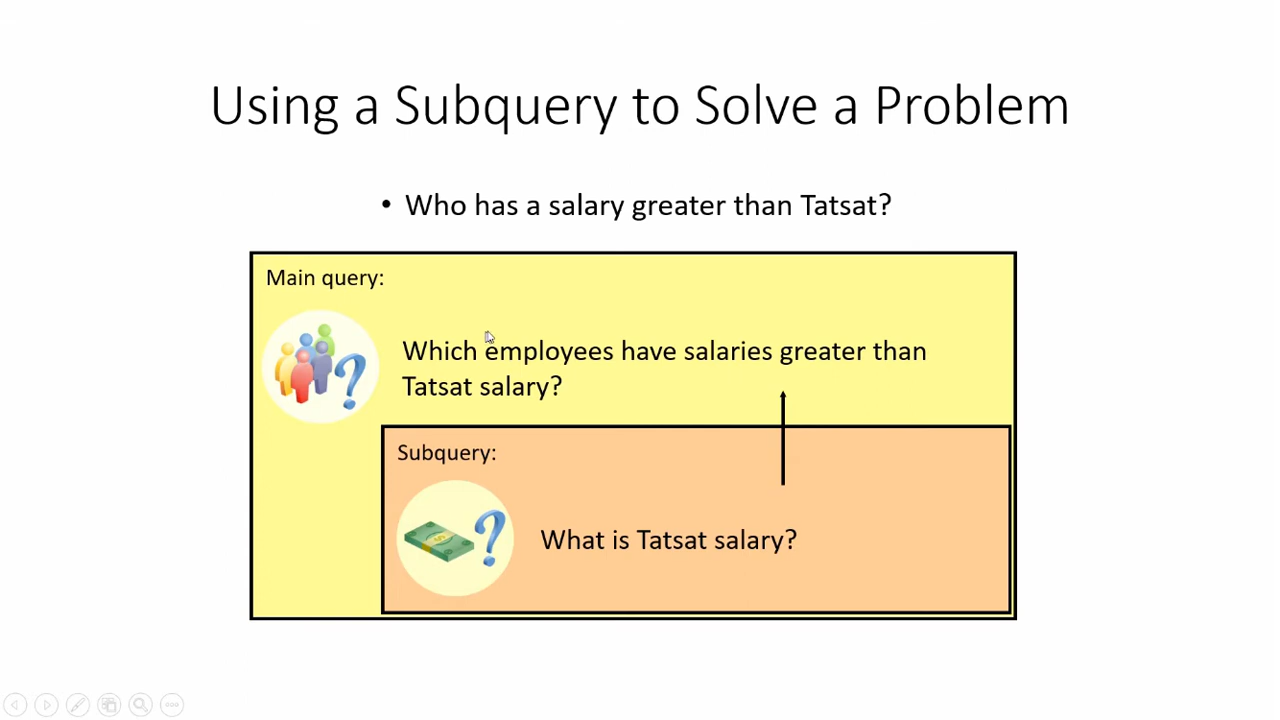 Using a Subquery to Solve a Problem
• Who has a salary greater than Tatsat?
Main query:
Which employees have salaries greater than
Tatsat salary?
Subquery:
What is Tatsat salary?